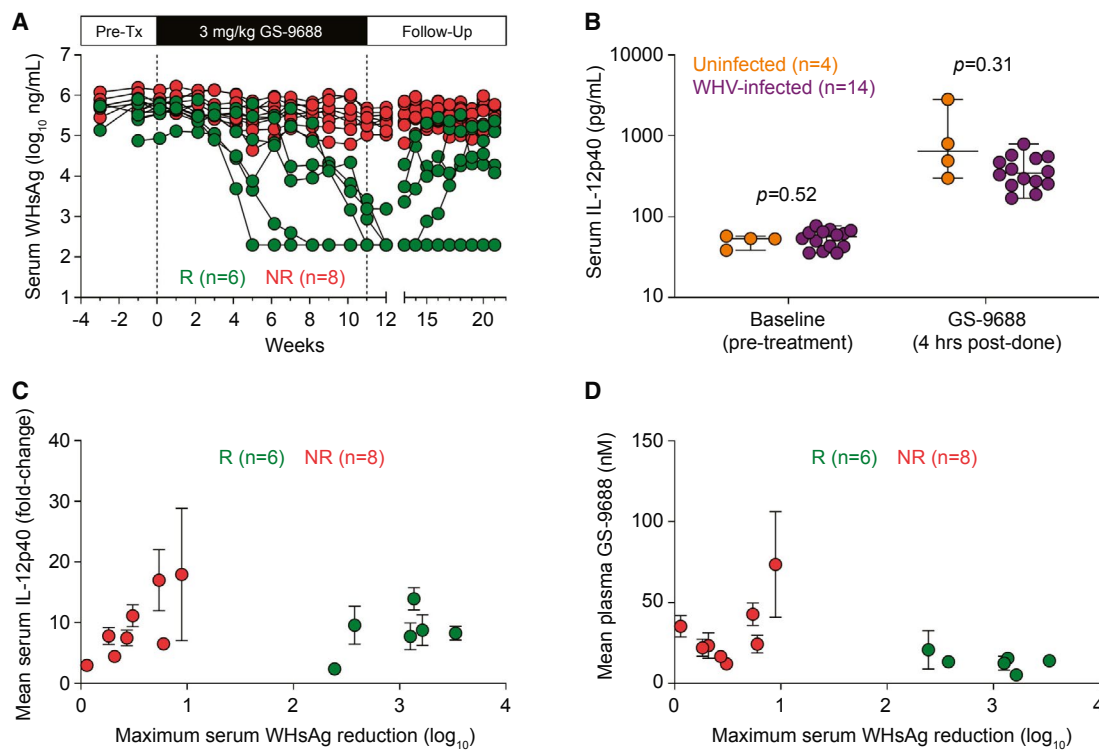 A
Pre-Tx
3 mg/kg GS-9688
Follow-Up
Serum WHsAg (log10 ng/mL)
7
6
5
4
3
2
1
R (n=6) NR (n=8)
-4 -2 0 2 4 6 8 10 12 15 20
Weeks
B
Serum IL-12p40 (pg/mL)
10000
1000
100
10
Uninfected (n=4)
WHV-infected (n=14)
p=0.31
p=0.52
Baseline
(pre-treatment)
GS-9688
(4 hrs post-done)
C
Mean serum IL-12p40 (fold-change)
40
30
20
10
0
R (n=6) NR (n=8)
0 1 2 3 4
Maximum serum WHsAg reduction (log10)
D
Mean plasma GS-9688 (nM)
150
100
50
0
R (n=6) NR (n=8)
0 1 2 3 4
Maximum serum WHsAg reduction (log10)